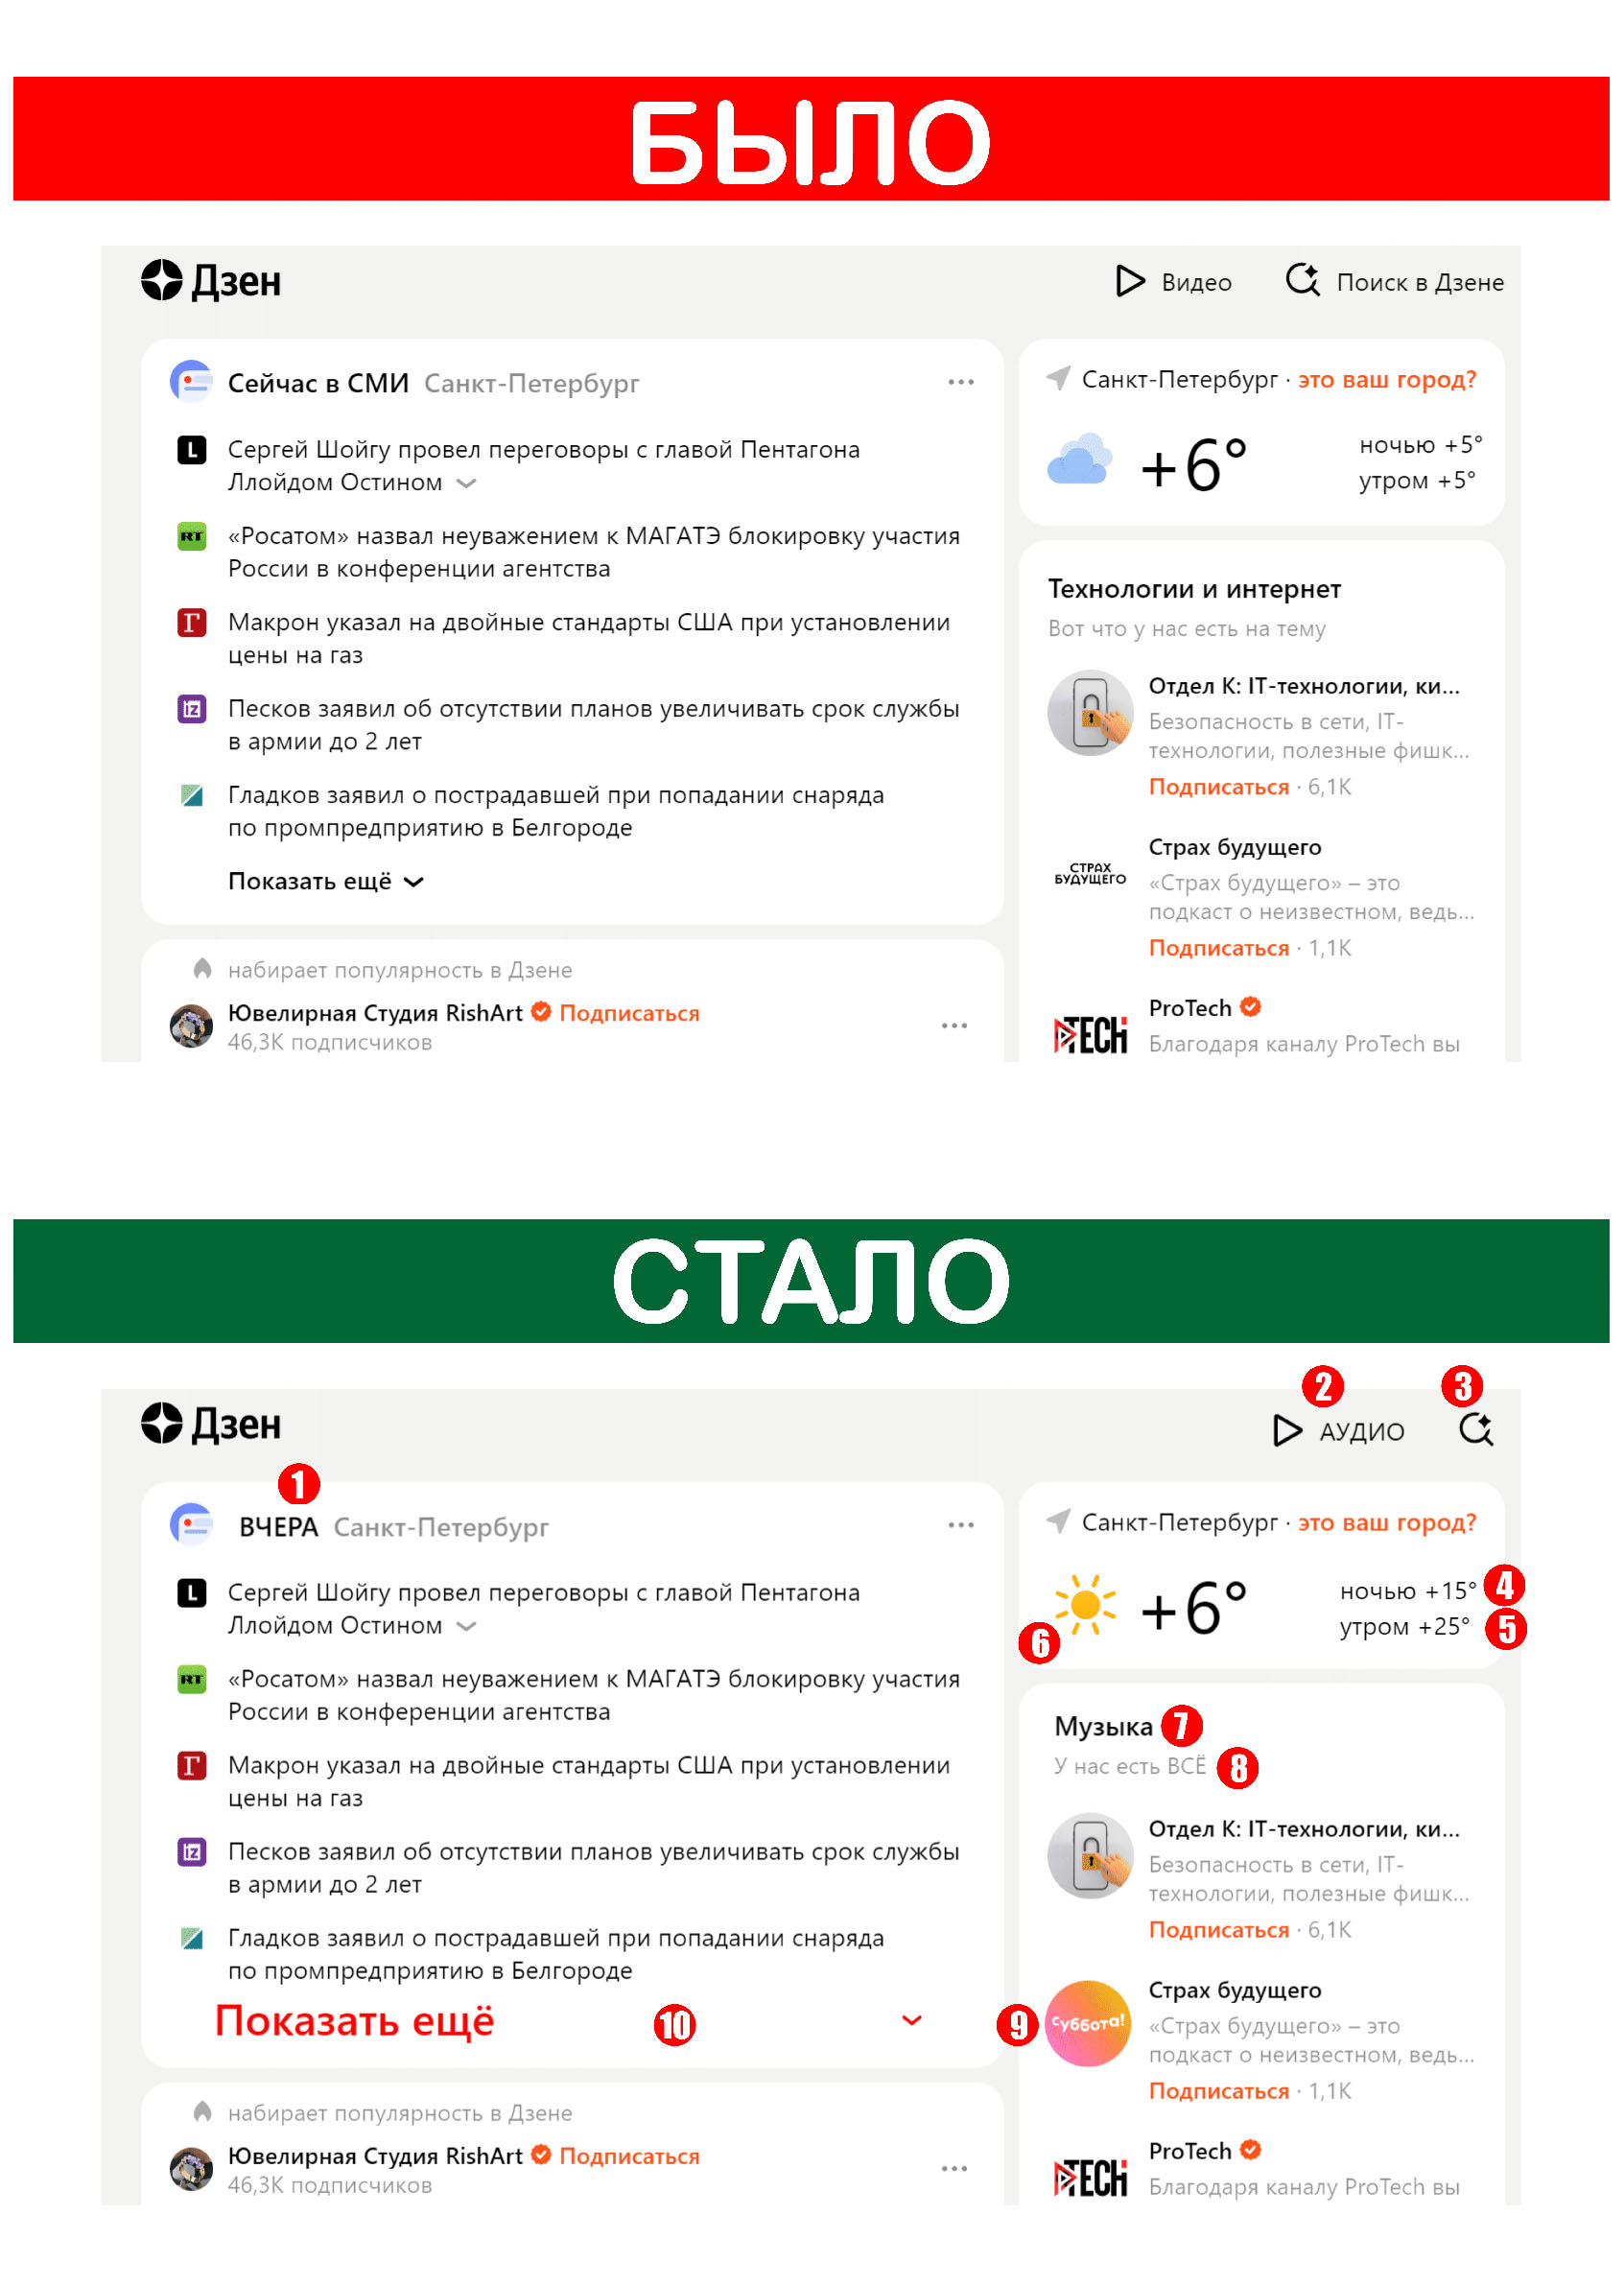 БЫЛО
Дзен
Видео
Поиск в Дзене
Сейчас в СМИ Санкт-Петербург
L
Сергей Шойгу провел переговоры с главой Пентагона
Ллойдом Остином
RT
«Росатом» назвал неуважением к МАГАТЭ блокировку участия
России в конференции агентства
Г
Макрон указал на двойные стандарты США при установлении
цены на газ
iz
Песков заявил об отсутствии планов увеличивать срок службы
в армии до 2 лет
Гладков заявил о пострадавшей при попадании снаряда
по промпредприятию в Белгороде
Показать ещё
набирает популярность в Дзене
Ювелирная Студия RishArt Подписаться
46,3К подписчиков
Санкт-Петербург · это ваш город?
+6°
ночью +5°
утром +5°
Технологии и интернет
Вот что у нас есть на тему
Отдел К: IT-технологии, ки...
Безопасность в сети, IT-
технологии, полезные фишк...
Подписаться · 6,1К
СТРАХ
БУДУЩЕГО
Страх будущего
«Страх будущего» – это
подкаст о неизвестном, ведь...
Подписаться · 1,1К
PTECH
ProTech
Благодаря каналу ProTech вы
СТАЛО
Дзен
2
АУДИО
3
1
ВЧЕРА Санкт-Петербург
L
Сергей Шойгу провел переговоры с главой Пентагона
Ллойдом Остином
RT
«Росатом» назвал неуважением к МАГАТЭ блокировку участия
России в конференции агентства
Г
Макрон указал на двойные стандарты США при установлении
цены на газ
iz
Песков заявил об отсутствии планов увеличивать срок службы
в армии до 2 лет
Гладков заявил о пострадавшей при попадании снаряда
по промпредприятию в Белгороде
Показать ещё 10
набирает популярность в Дзене
Ювелирная Студия RishArt Подписаться
46,3К подписчиков
Санкт-Петербург · это ваш город?
6
+6°
ночью +15° 4
утром +25° 5
Музыка 7
У нас есть ВСЁ 8
Отдел К: IT-технологии, ки...
Безопасность в сети, IT-
технологии, полезные фишк...
Подписаться · 6,1К
9
суббота!
Страх будущего
«Страх будущего» – это
подкаст о неизвестном, ведь...
Подписаться · 1,1К
PTECH
ProTech
Благодаря каналу ProTech вы